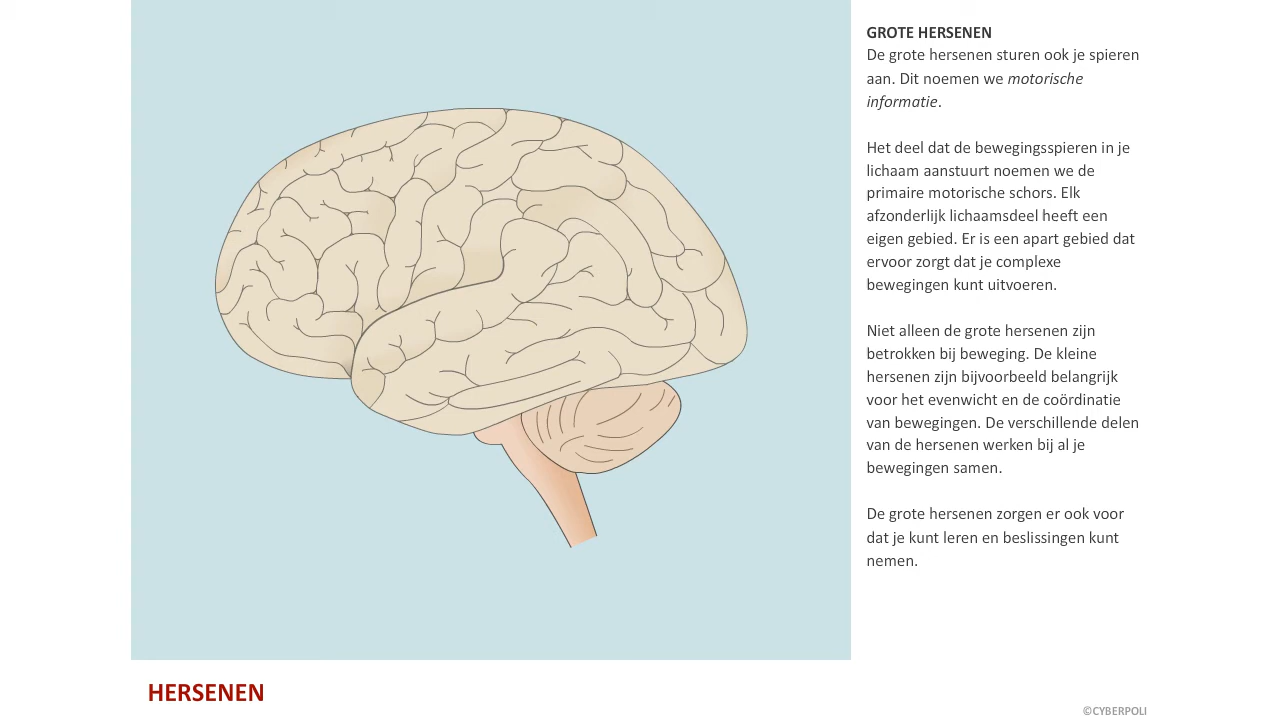 GROTE HERSENEN
De grote hersenen sturen ook je spieren
aan. Dit noemen we motorische
informatie.
Het deel dat de bewegingsspieren in je
lichaam aanstuurt noemen we de
primaire motorische schors. Elk
afzonderlijk lichaamsdeel heeft een
eigen gebied. Er is een apart gebied dat
ervoor zorgt dat je complexe
bewegingen kunt uitvoeren.
Niet alleen de grote hersenen zijn
betrokken bij beweging. De kleine
hersenen zijn bijvoorbeeld belangrijk
voor het evenwicht en de coördinatie
van bewegingen. De verschillende delen
van de hersenen werken bij al je
bewegingen samen.
De grote hersenen zorgen er ook voor
dat je kunt leren en beslissingen kunt
nemen.
HERSENEN
©CYBERPOLI